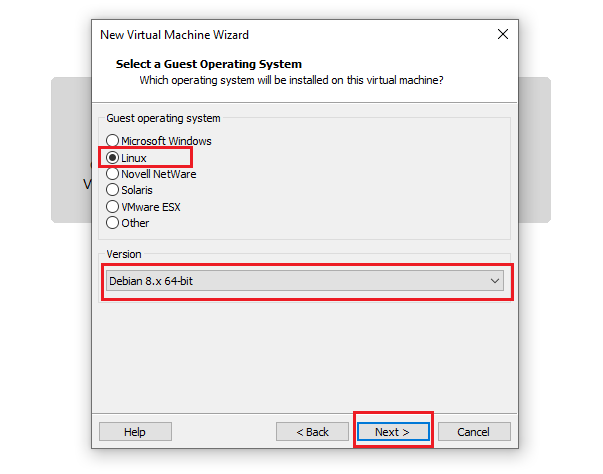 New Virtual Machine Wizard
Select a Guest Operating System
Which operating system will be installed on this virtual machine?
Guest operating system
Microsoft Windows
Linux
Novell NetWare
Solaris
VMware ESX
Other
Version
Debian 8.x 64-bit
Help
< Back
Next >
Cancel